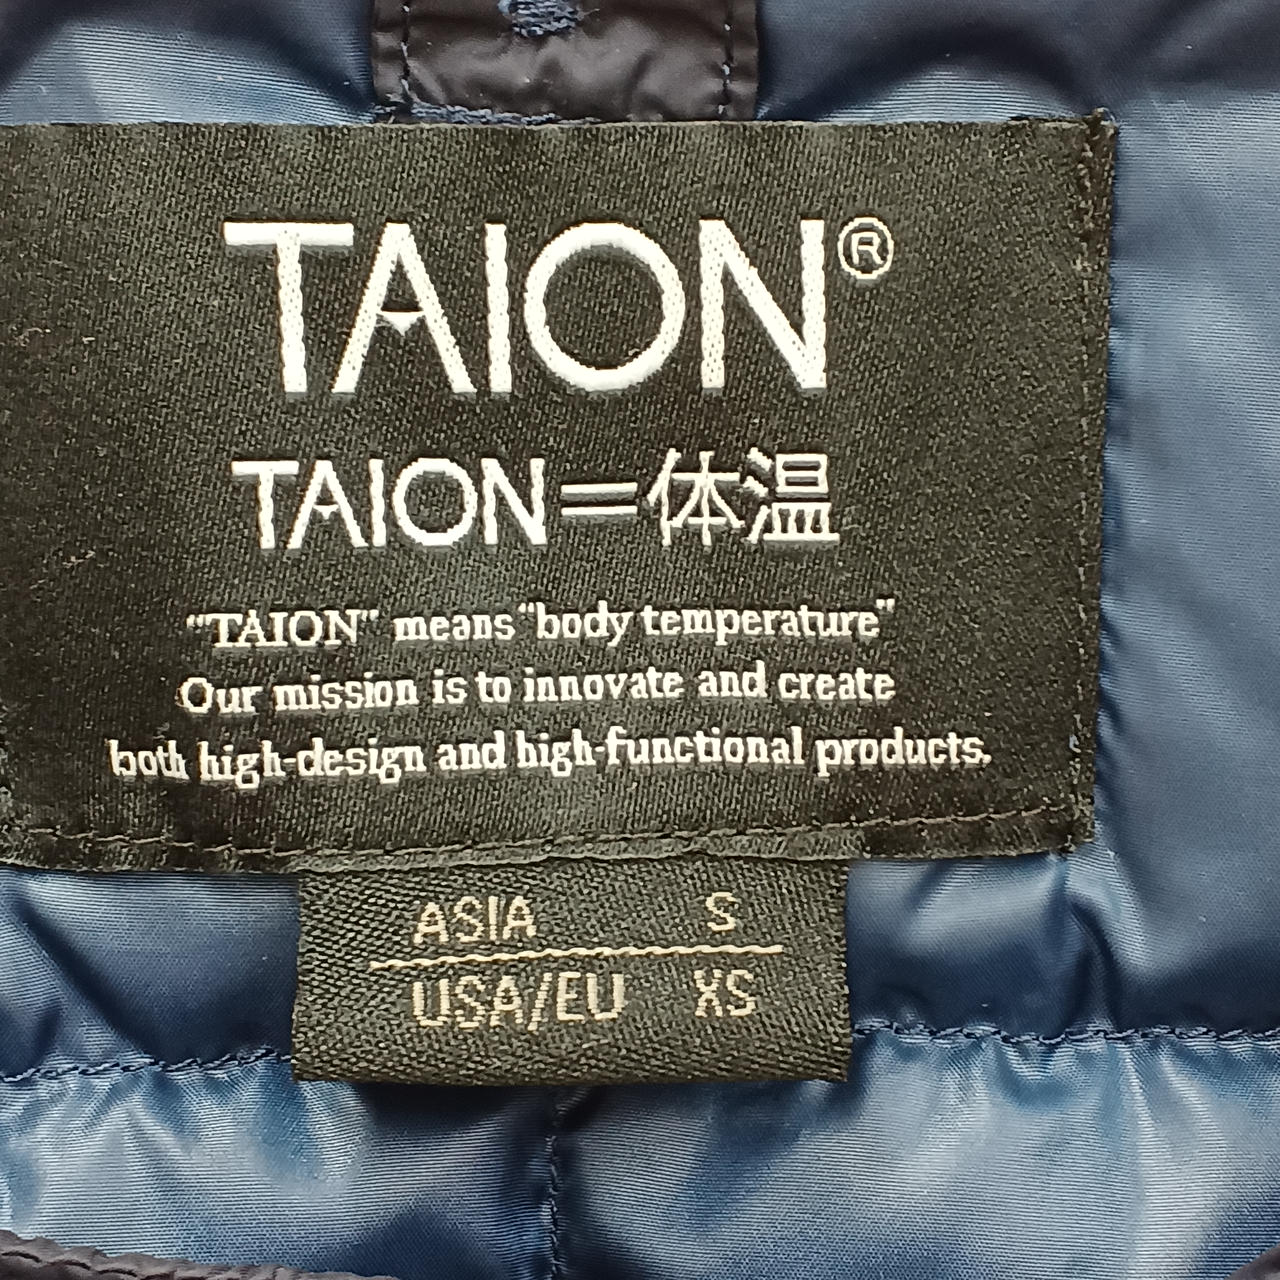 TAION®
TAION=体温
"TAION" means "body temperature"
Our mission is to innovate and create
both high-design and high-functional products.
ASIA S
USA/EU XS